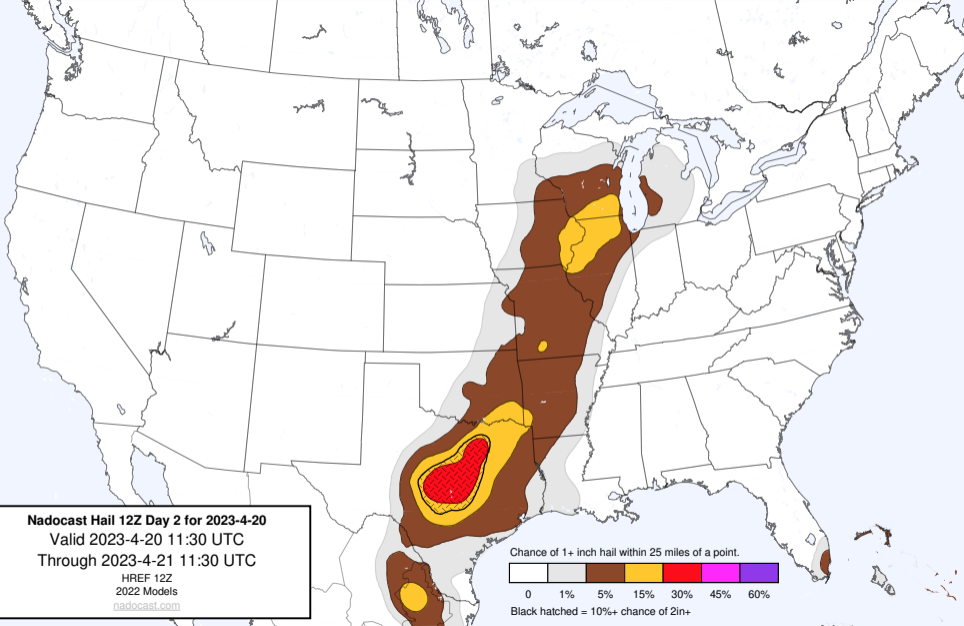 Nadocast Hail 12Z Day 2 for 2023-4-20
Valid 2023-4-20 11:30 UTC
Through 2023-4-21 11:30 UTC
HREF 12Z
2022 Models
nadocast.com
Chance of 1+ inch hail within 25 miles of a point.
0 1% 5% 15% 30% 45% 60%
Black hatched = 10%+ chance of 2in+